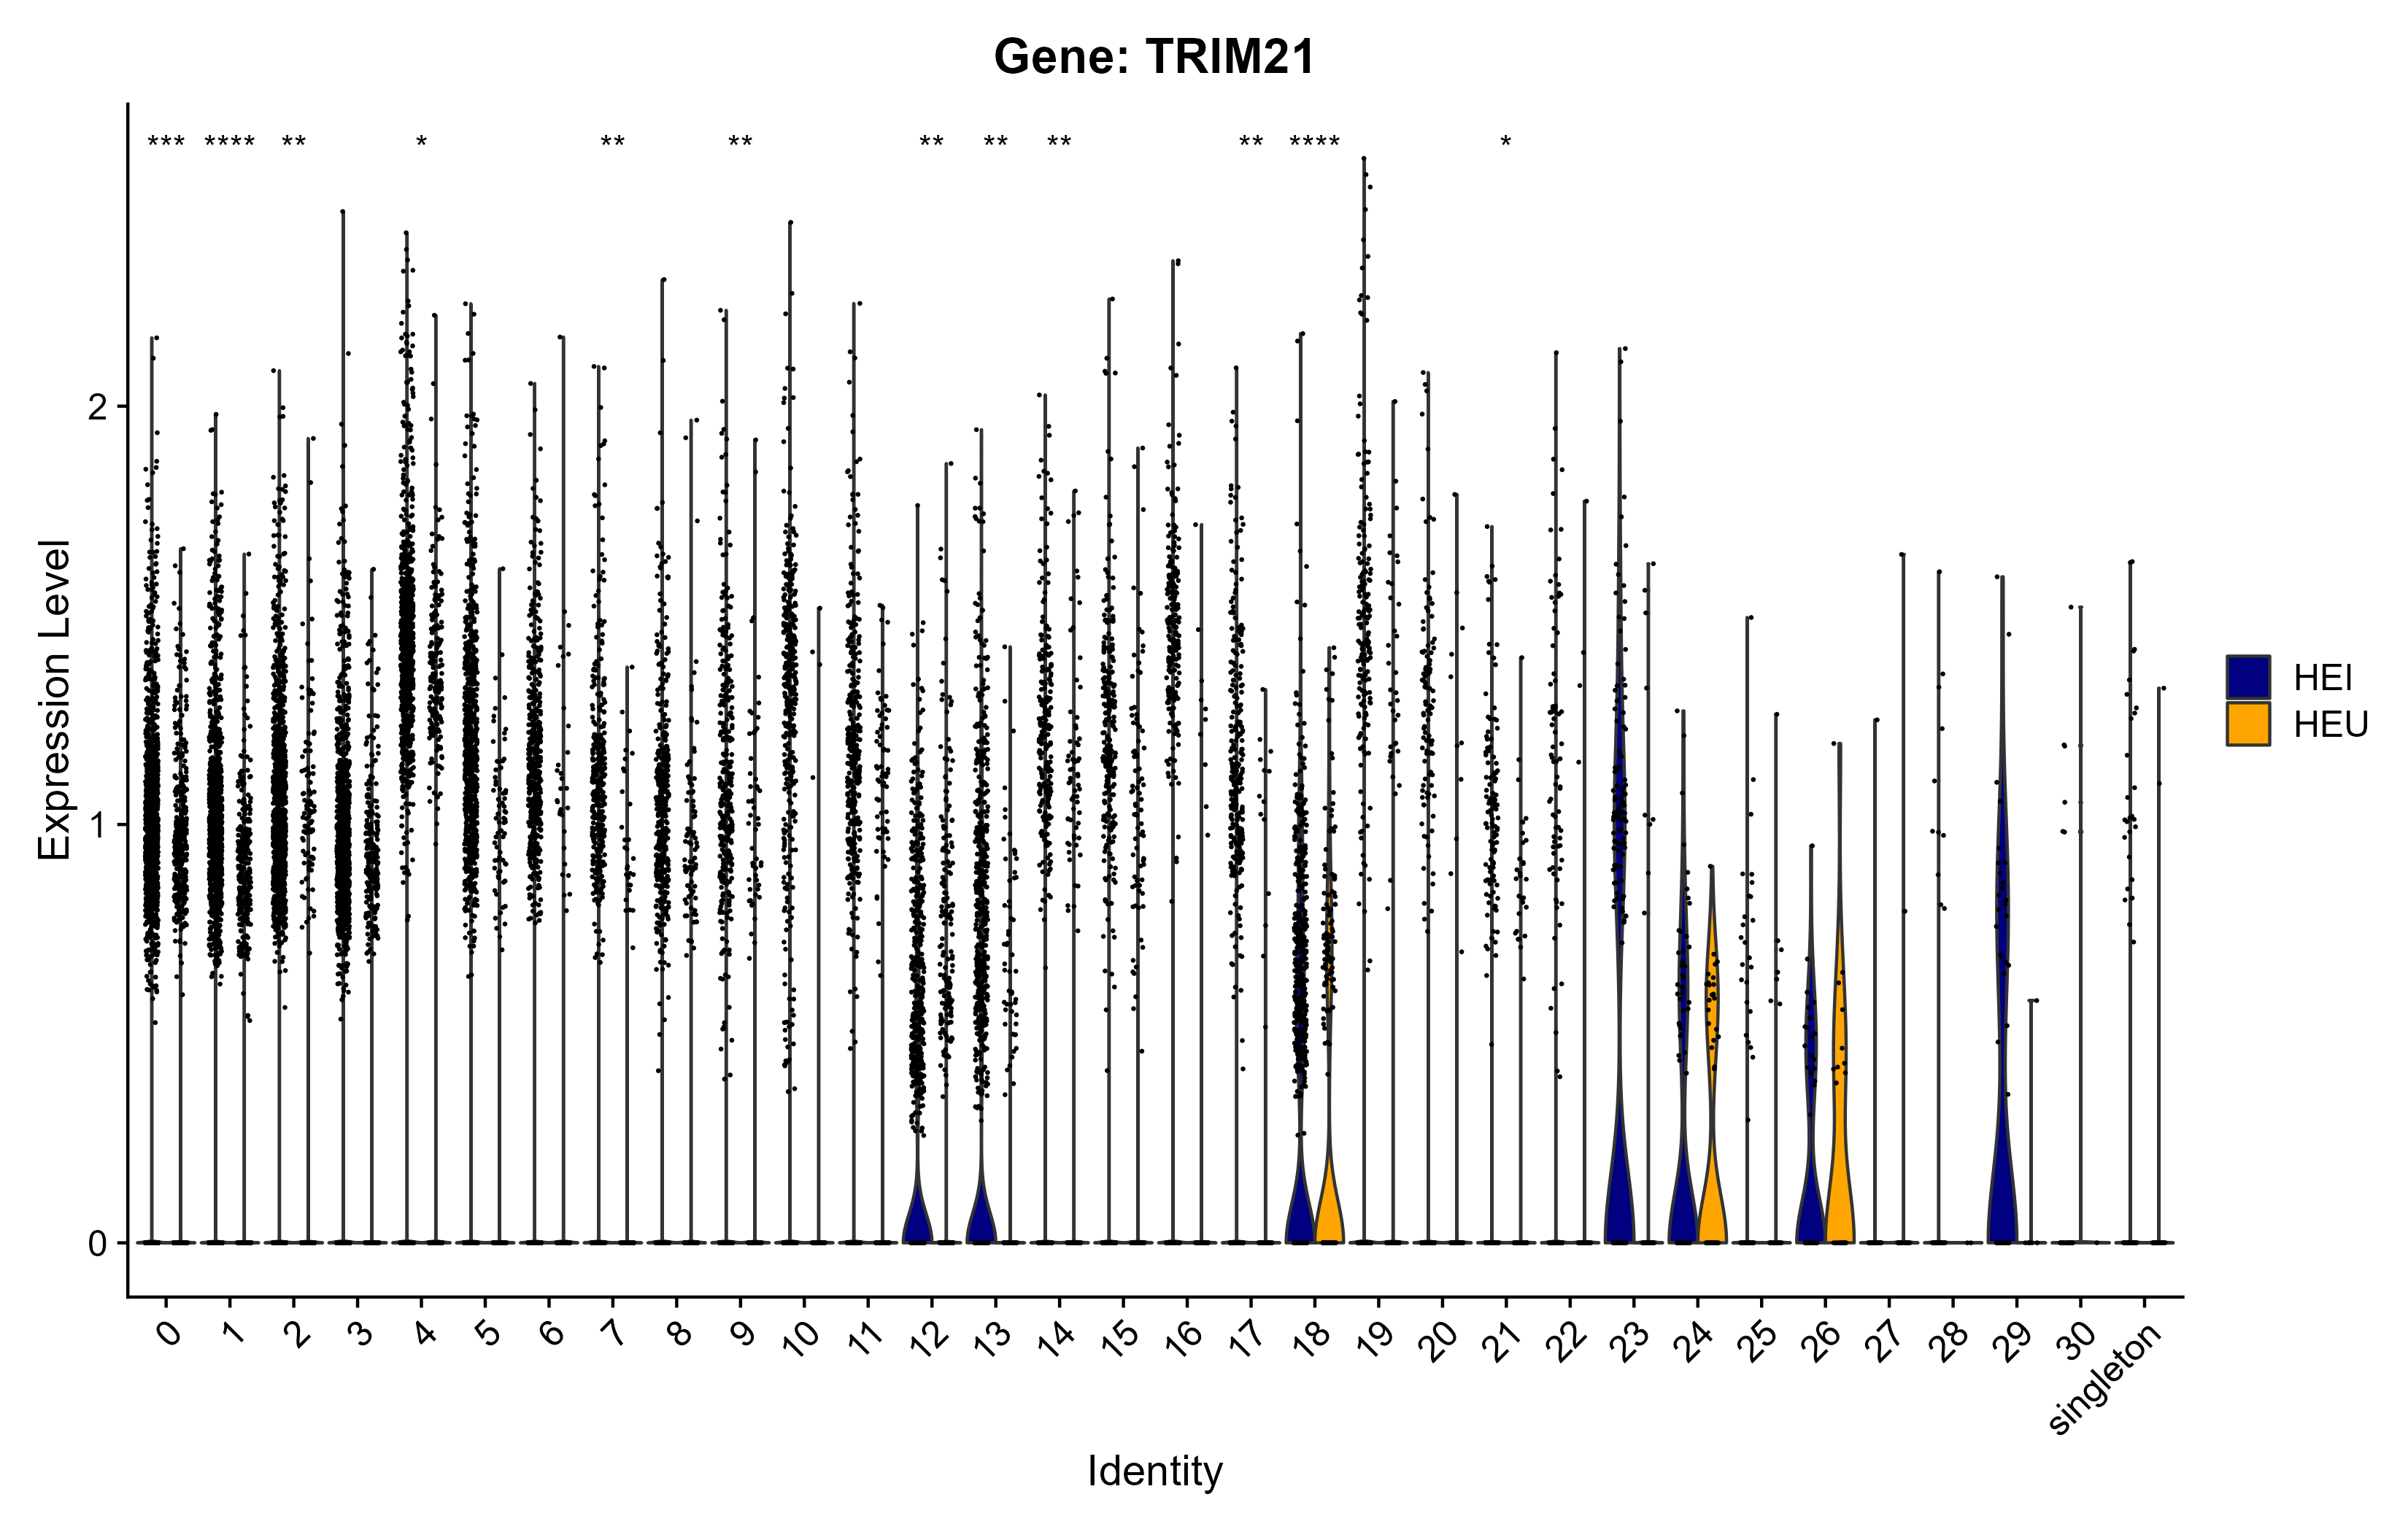 Gene: TRIM21
*** **** ** * ** ** ** ** ** ** **** *
Expression Level
2
1
0
0 1 2 3 4 5 6 7 8 9 10 11 12 13 14 15 16 17 18 19 20 21 22 23 24 25 26 27 28 29 30 singleton
Identity
HEI
HEU